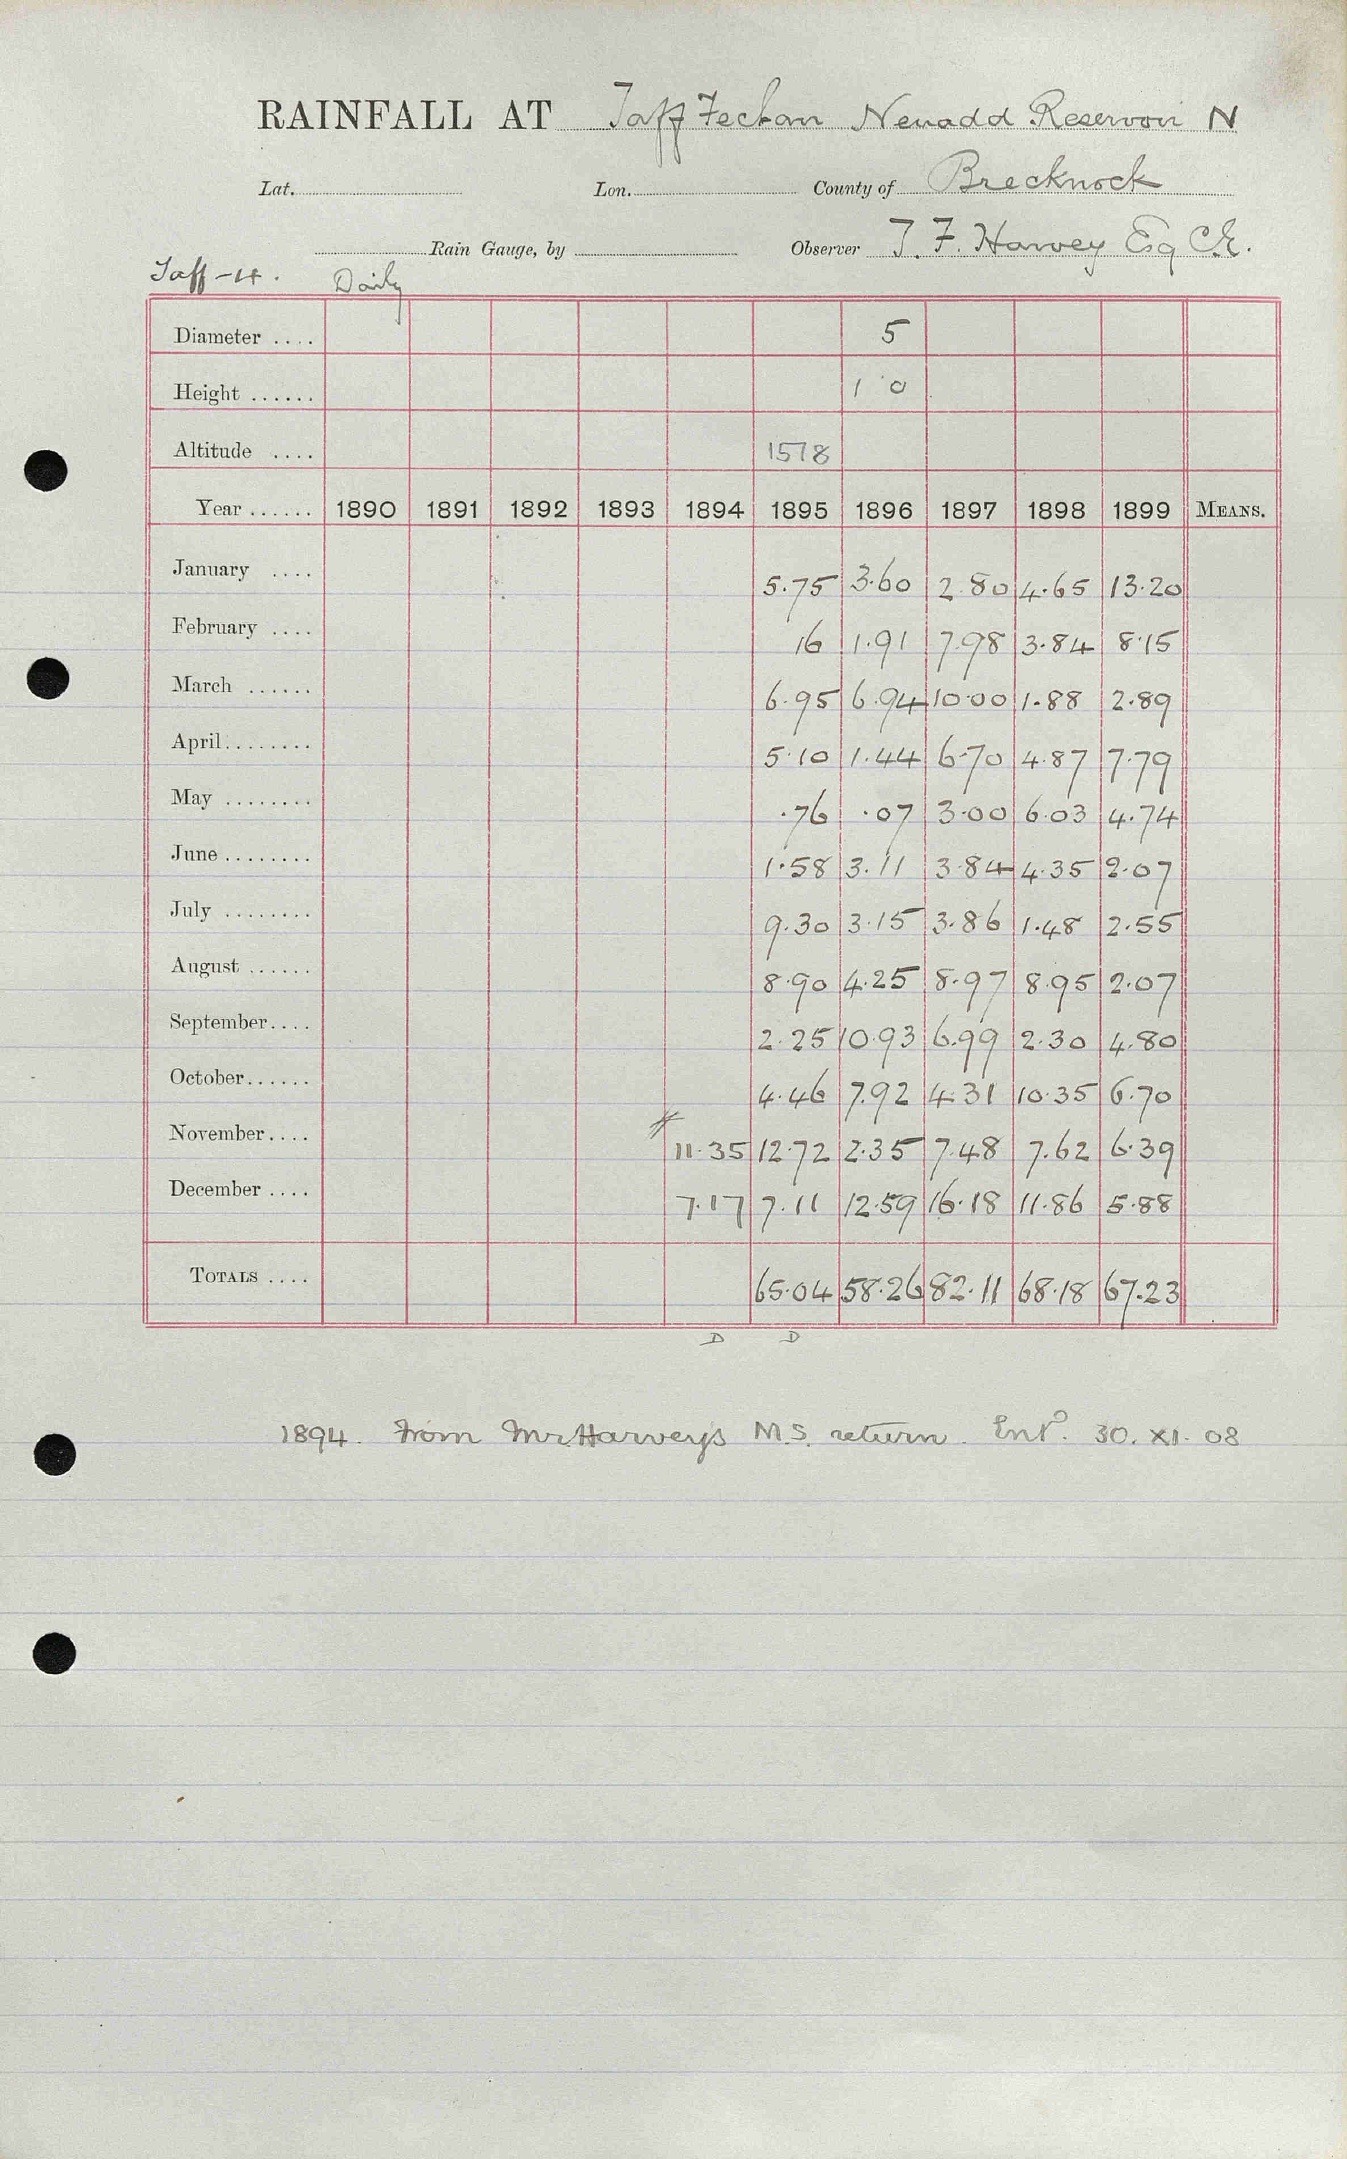 RAINFALL AT Taff Fechan Neuadd Reservoir N
Lat. Lon. County of Brecknock
Rain Gauge, by Observer T. F. Harvey Esq C.E.
Taff - 4. Daily
Diameter .... 5
Height ...... 1 0
Altitude .... 1578
Year ...... 1890 1891 1892 1893 1894 1895 1896 1897 1898 1899 MEANS.
January .... 5.75 3.60 2.80 4.65 13.20
February .... 16 1.91 7.98 3.84 8.15
March ...... 6.95 6.94 10.00 1.88 2.89
April........ 5.10 1.44 6.70 4.87 7.79
May ........ .76 .07 3.00 6.03 4.74
June ........ 1.58 3.11 3.84 4.35 2.07
July ........ 9.30 3.15 3.86 1.48 2.55
August ...... 8.90 4.25 8.97 8.95 2.07
September.... 2.25 10.93 6.99 2.30 4.80
October...... 4.46 7.92 4.31 10.35 6.70
November.... 11.35 12.72 2.35 7.48 7.62 6.39
December .... 7.17 7.11 12.59 16.18 11.86 5.88
TOTALS .... 65.04 58.26 82.11 68.18 67.23
D D
1894. From Mr. Harvey's M.S. return. Entd. 30. XI. 08